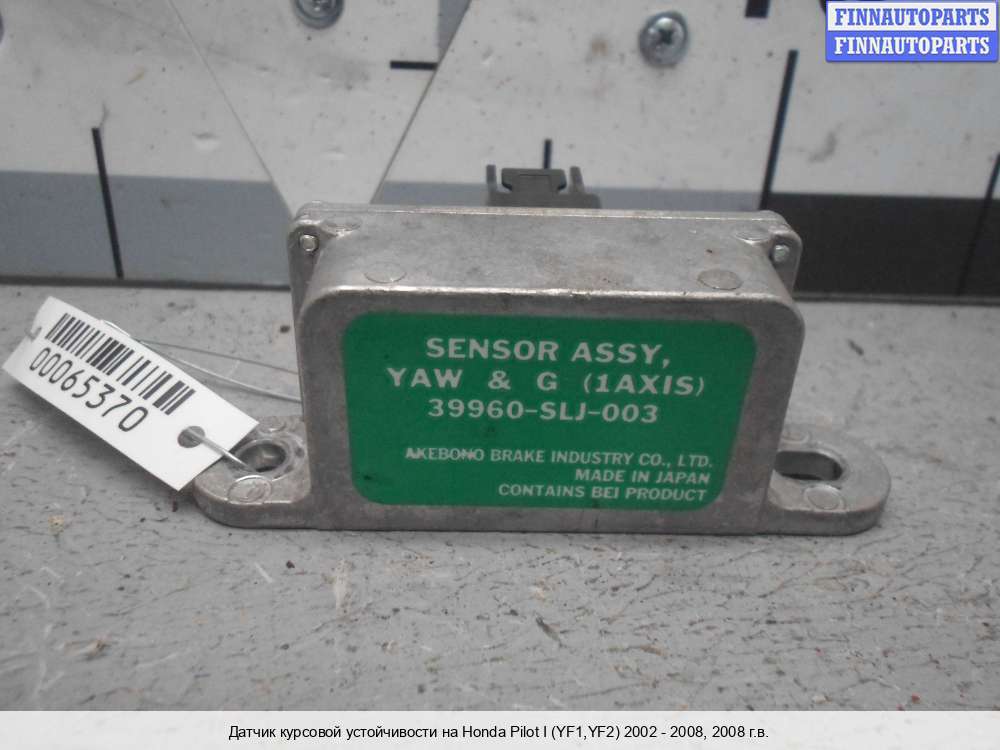 FINNAUTOPARTS
FINNAUTOPARTS
SENSOR ASSY,
YAW & G (1AXIS)
39960-SLJ-003
AKEBONO BRAKE INDUSTRY CO., LTD.
MADE IN JAPAN
CONTAINS BEI PRODUCT
00065370
Датчик курсовой устойчивости на Honda Pilot I (YF1,YF2) 2002 - 2008, 2008 г.в.